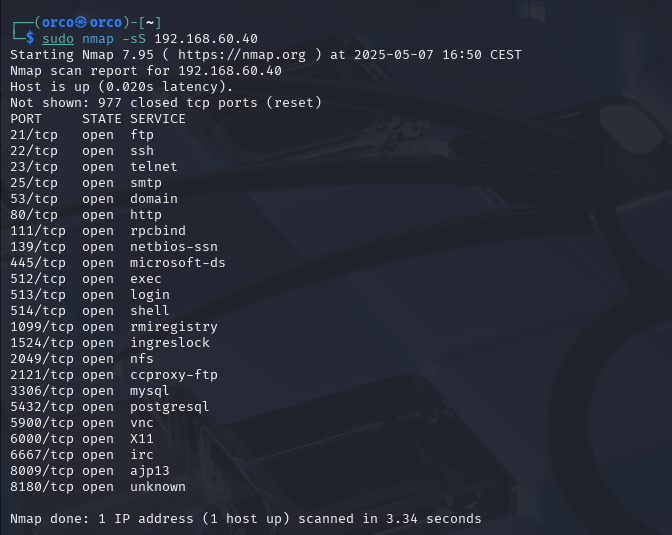 ┌──(orco㉿orco)-[~]
└─$ sudo nmap -sS 192.168.60.40
Starting Nmap 7.95 ( https://nmap.org ) at 2025-05-07 16:50 CEST
Nmap scan report for 192.168.60.40
Host is up (0.020s latency).
Not shown: 977 closed tcp ports (reset)
PORT     STATE SERVICE
21/tcp   open  ftp
22/tcp   open  ssh
23/tcp   open  telnet
25/tcp   open  smtp
53/tcp   open  domain
80/tcp   open  http
111/tcp  open  rpcbind
139/tcp  open  netbios-ssn
445/tcp  open  microsoft-ds
512/tcp  open  exec
513/tcp  open  login
514/tcp  open  shell
1099/tcp open  rmiregistry
1524/tcp open  ingreslock
2049/tcp open  nfs
2121/tcp open  ccproxy-ftp
3306/tcp open  mysql
5432/tcp open  postgresql
5900/tcp open  vnc
6000/tcp open  X11
6667/tcp open  irc
8009/tcp open  ajp13
8180/tcp open  unknown
Nmap done: 1 IP address (1 host up) scanned in 3.34 seconds